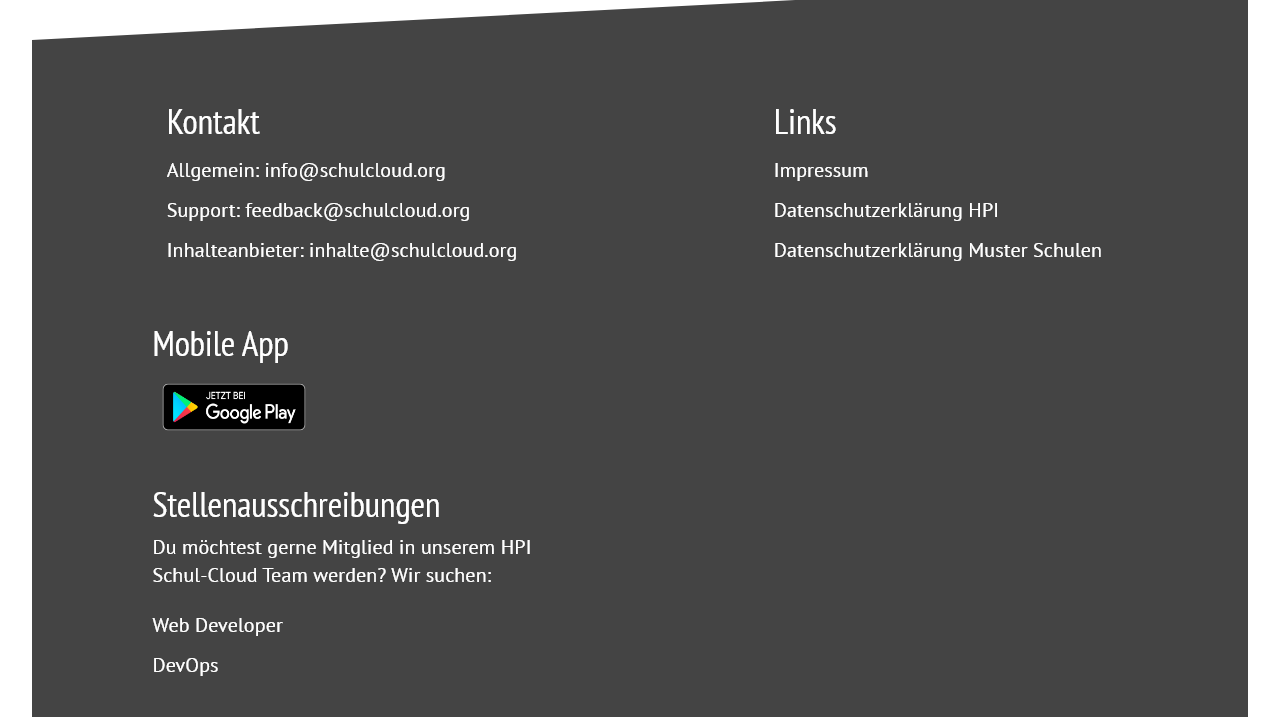 Kontakt
Allgemein: info@schulcloud.org
Support: feedback@schulcloud.org
Inhalteanbieter: inhalte@schulcloud.org
Links
Impressum
Datenschutzerklärung HPI
Datenschutzerklärung Muster Schulen
Mobile App
JETZT BEI
Google Play
Stellenausschreibungen
Du möchtest gerne Mitglied in unserem HPI
Schul-Cloud Team werden? Wir suchen:
Web Developer
DevOps